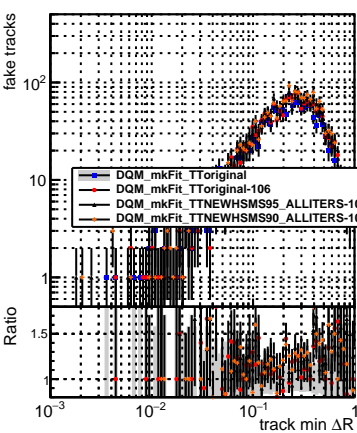 fake tracks
10²
10
1
DQM_mkFit_TToriginal
DQM_mkFit_TToriginal-106
DQM_mkFit_TTNEWHSMS95_ALLITERS-10
DQM_mkFit_TTNEWHSMS90_ALLITERS-10
Ratio
1.5
1
10⁻³ 10⁻² 10⁻¹ 1
track min ΔR